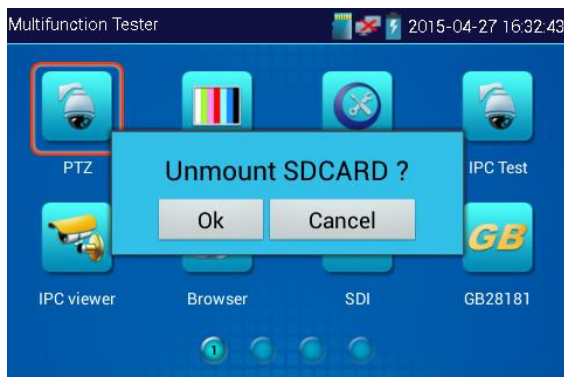 Multifunction Tester
2015-04-27 16:32:43
PTZ
IPC Test
Unmount SDCARD ?
Ok
Cancel
GB
IPC viewer
Browser
SDI
GB28181
1